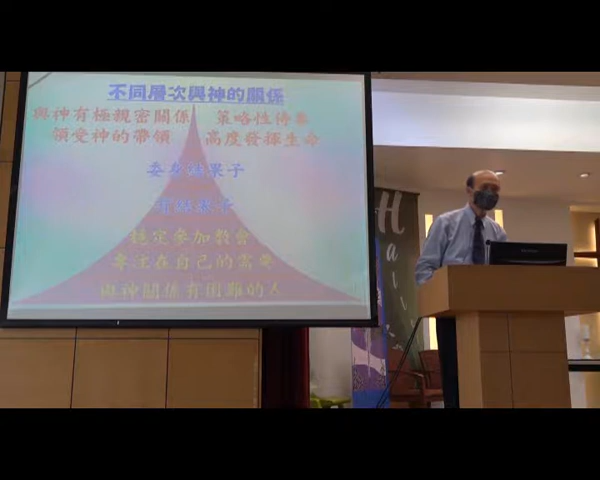 不同層次與神的關係
與神有極親密關係 策略性侍奉
領受神的帶領 高度發揮生命
委身結果子
穩定參加教會
專注在自己的需要
與神關係有困難的人
Hall